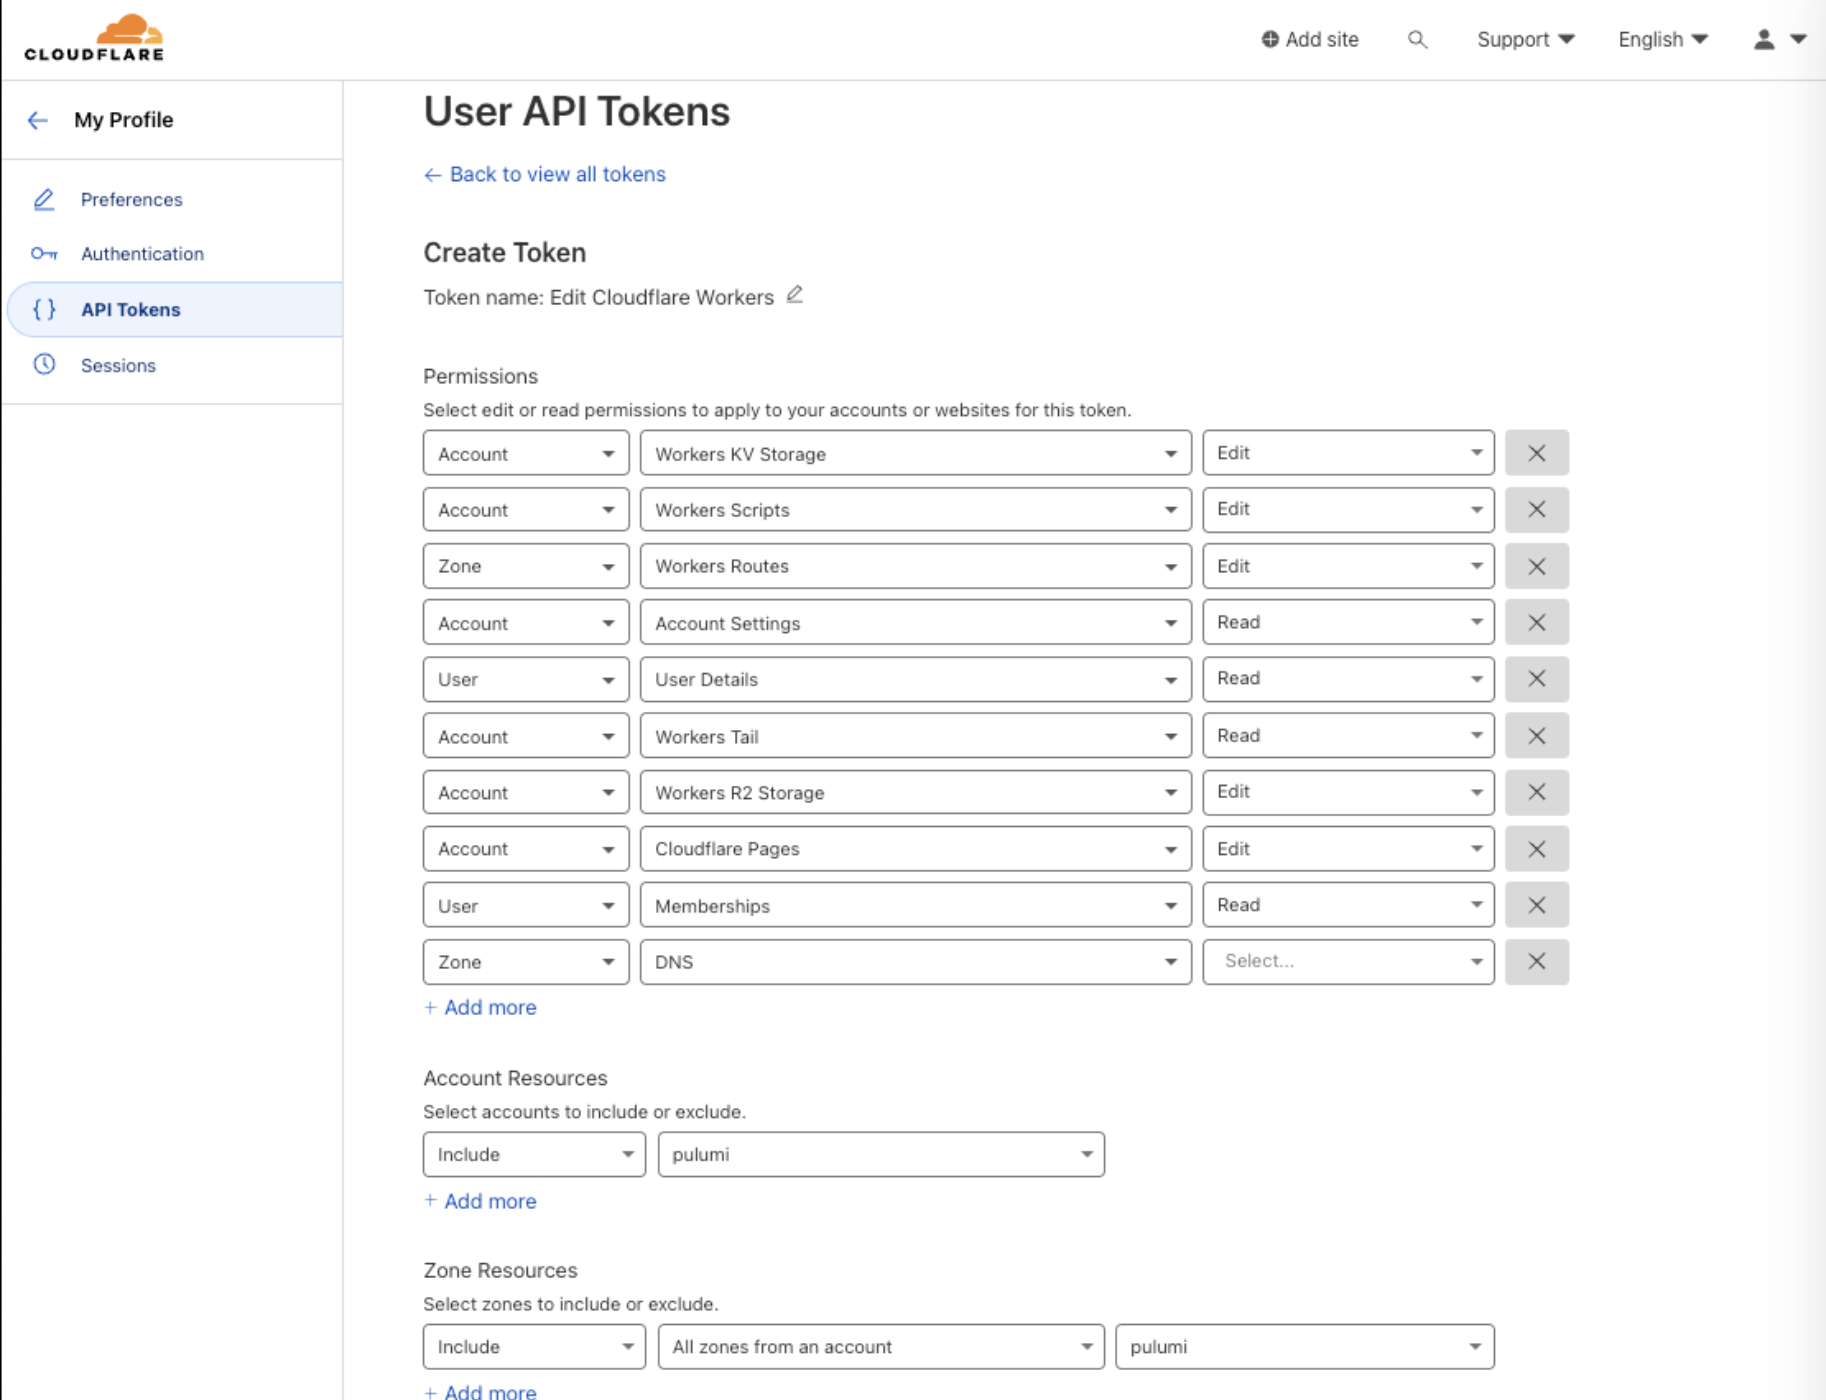 CLOUDFLARE
Add site
Support
English
My Profile
Preferences
Authentication
API Tokens
Sessions
User API Tokens
← Back to view all tokens
Create Token
Token name: Edit Cloudflare Workers
Permissions
Select edit or read permissions to apply to your accounts or websites for this token.
Account Workers KV Storage Edit
Account Workers Scripts Edit
Zone Workers Routes Edit
Account Account Settings Read
User User Details Read
Account Workers Tail Read
Account Workers R2 Storage Edit
Account Cloudflare Pages Edit
User Memberships Read
Zone DNS Select...
+ Add more
Account Resources
Select accounts to include or exclude.
Include pulumi
+ Add more
Zone Resources
Select zones to include or exclude.
Include All zones from an account pulumi
+ Add more